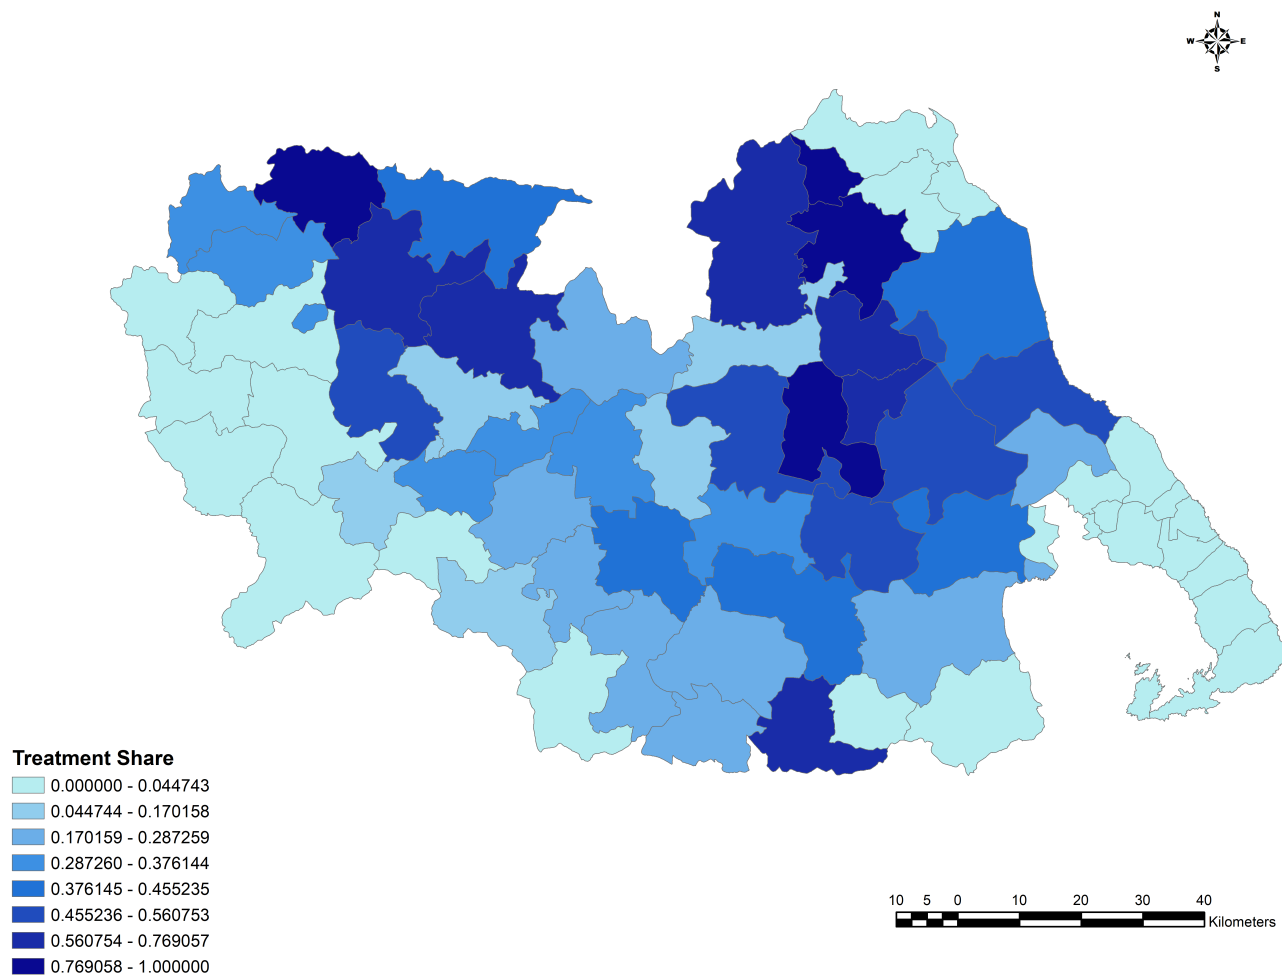 N
W E
S
Treatment Share
0.000000 - 0.044743
0.044744 - 0.170158
0.170159 - 0.287259
0.287260 - 0.376144
0.376145 - 0.455235
0.455236 - 0.560753
0.560754 - 0.769057
0.769058 - 1.000000
10 5 0 10 20 30 40
Kilometers